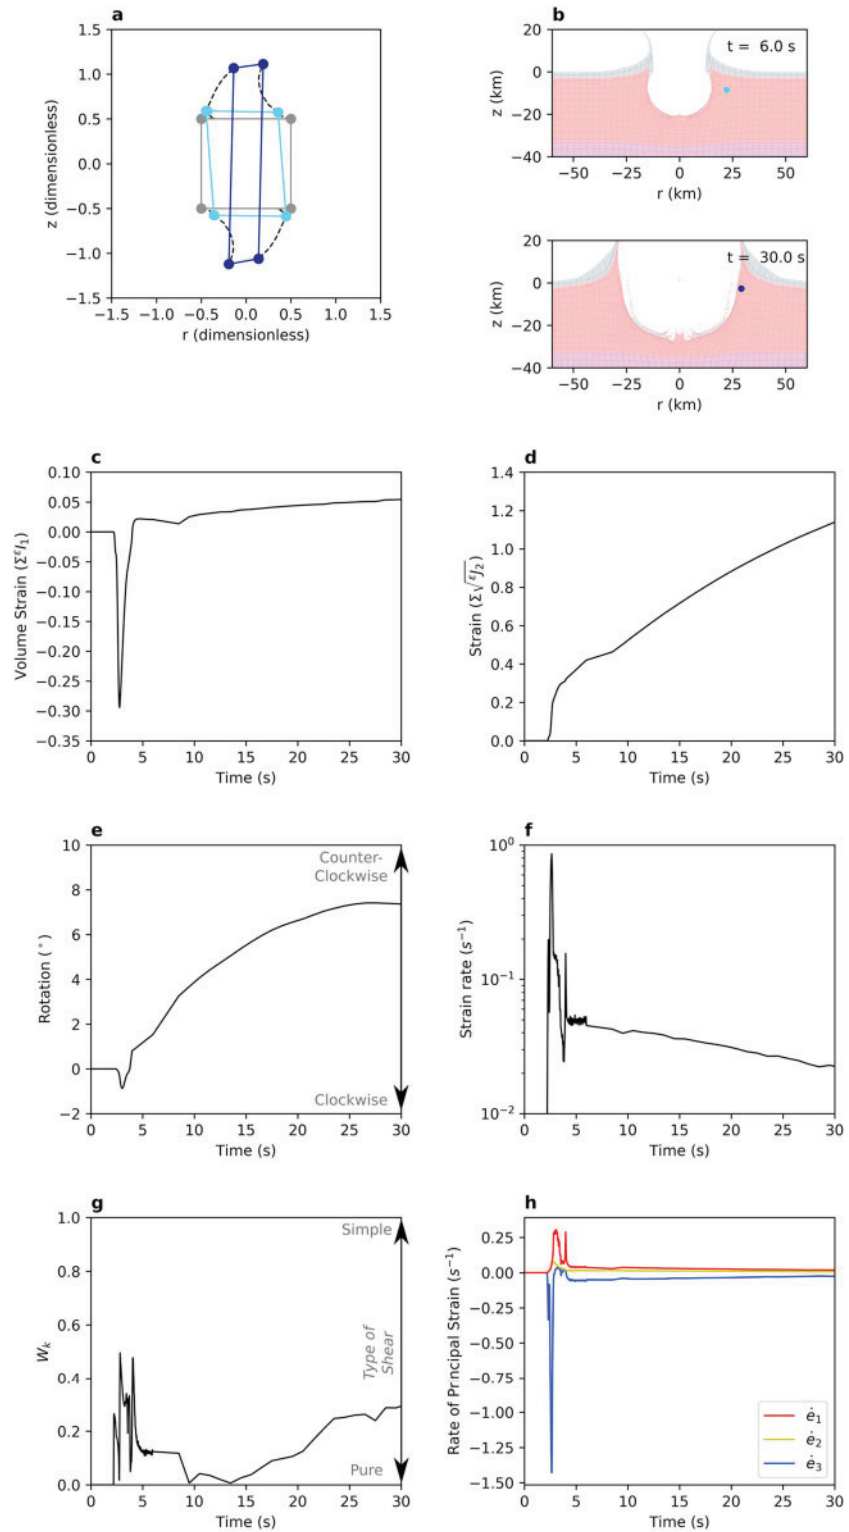 a
1.5
1.0
0.5
0.0
−0.5
−1.0
−1.5
z (dimensionless)
−1.5 −1.0 −0.5 0.0 0.5 1.0 1.5
r (dimensionless)
b
t = 6.0 s
20
0
−20
−40
z (km)
−50 −25 0 25 50
r (km)
t = 30.0 s
20
0
−20
−40
z (km)
−50 −25 0 25 50
r (km)
c
0.10
0.05
0.00
−0.05
−0.10
−0.15
−0.20
−0.25
−0.30
−0.35
Volume Strain (Σ^εI₁)
0 5 10 15 20 25 30
Time (s)
d
1.4
1.2
1.0
0.8
0.6
0.4
0.2
0.0
Strain (Σ√^εJ₂)
0 5 10 15 20 25 30
Time (s)
e
10
8
6
4
2
0
−2
Rotation (°)
Counter-
Clockwise
Clockwise
0 5 10 15 20 25 30
Time (s)
f
10⁰
10⁻¹
10⁻²
Strain rate (s⁻¹)
0 5 10 15 20 25 30
Time (s)
g
1.0
0.8
0.6
0.4
0.2
0.0
W_k
Simple
Type of
Shear
Pure
0 5 10 15 20 25 30
Time (s)
h
0.25
0.00
−0.25
−0.50
−0.75
−1.00
−1.25
−1.50
Rate of Prncipal Strain (s⁻¹)
ė₁
ė₂
ė₃
0 5 10 15 20 25 30
Time (s)